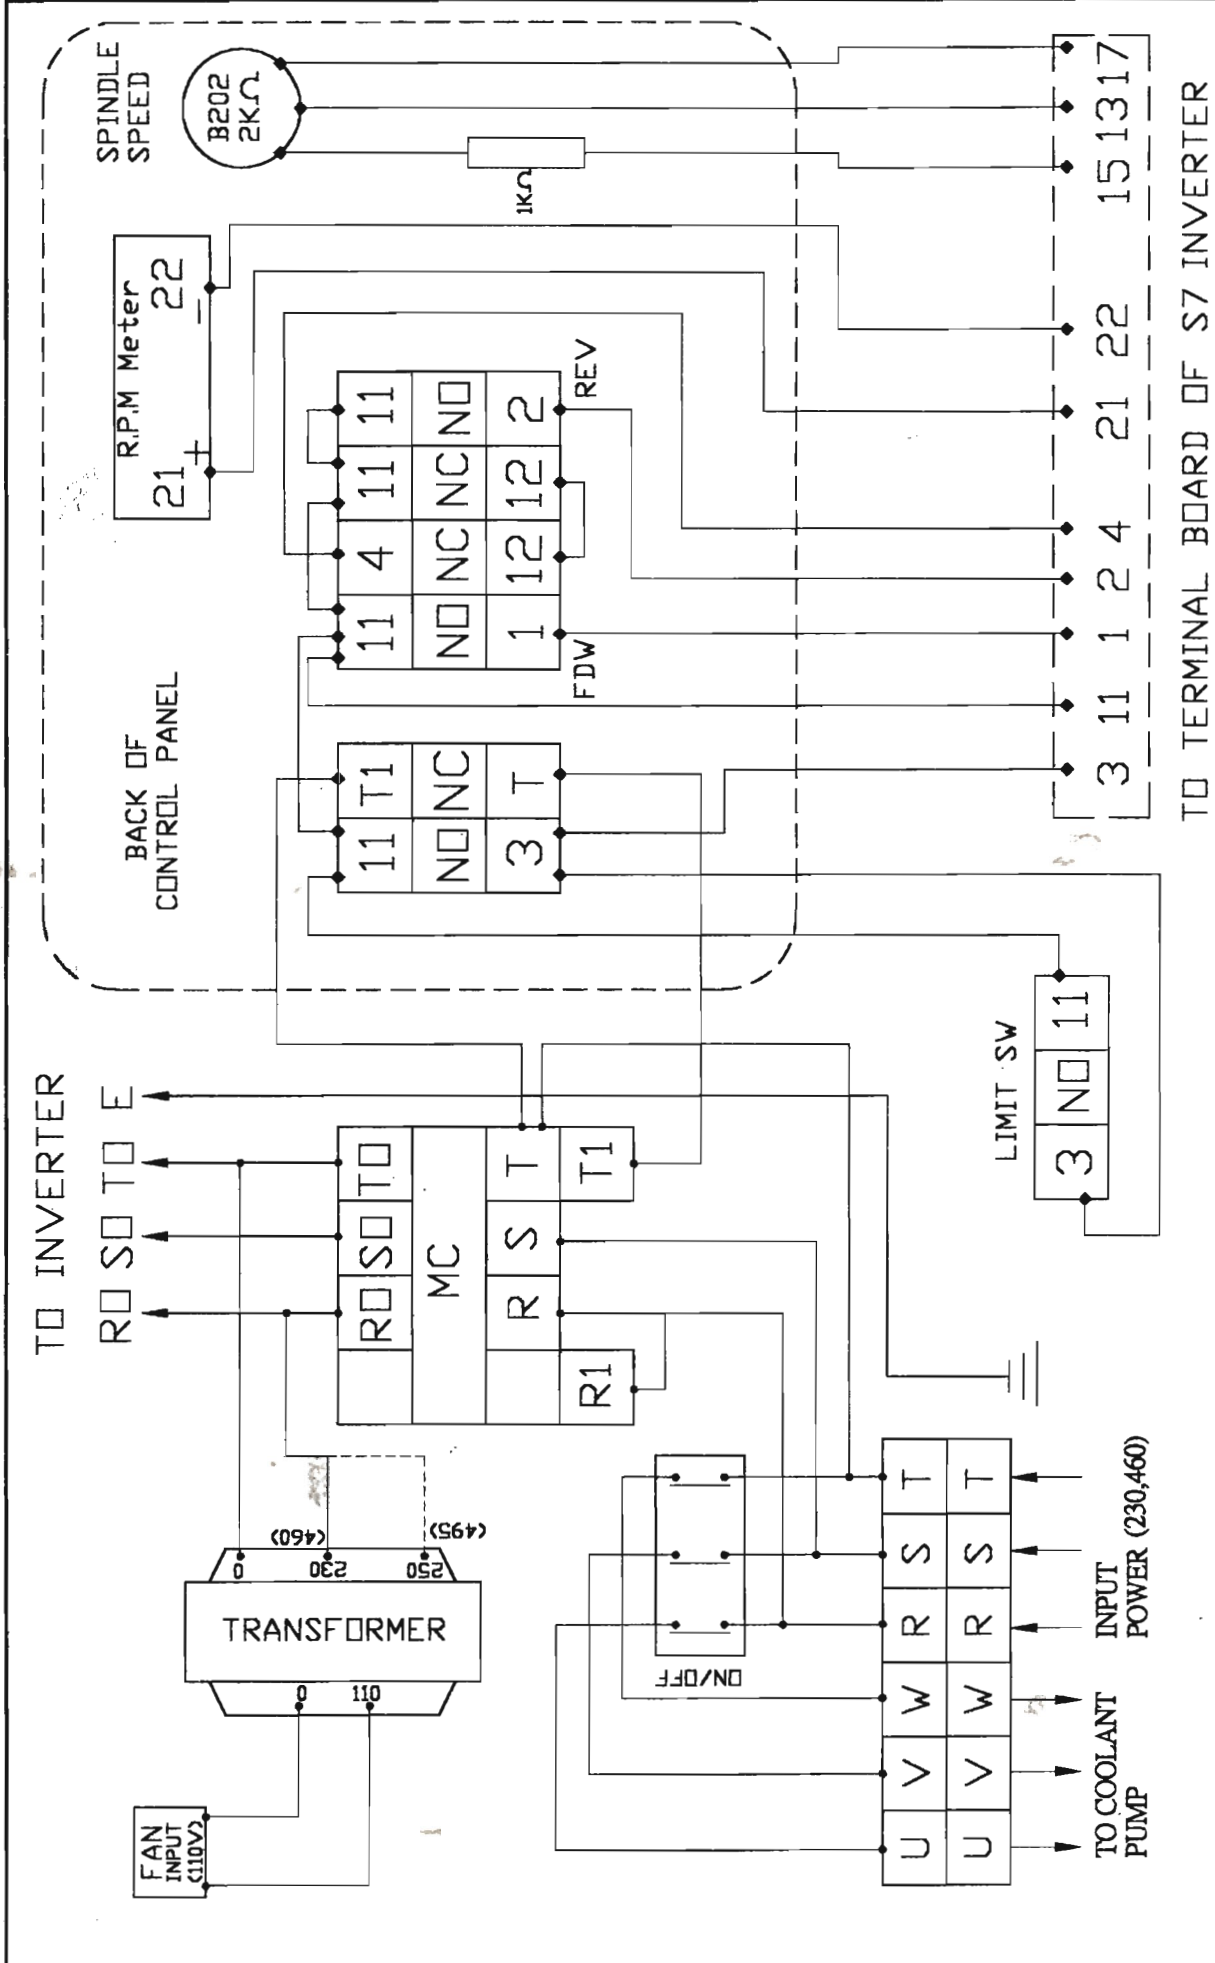 TO INVERTER
RO SO TO E
FAN
INPUT
(110V)
0
110
TRANSFORMER
0
230
(460)
250
(495)
RO
SO
TO
MC
R
S
T
R1
T1
ON/OFF
U
V
W
R
S
T
U
V
W
R
S
T
TO COOLANT
PUMP
INPUT
POWER (230,460)
LIMIT SW
3
NO
11
BACK OF
CONTROL PANEL
11
T1
NO
NC
3
T
11
4
11
11
NO
NC
NC
NO
1
12
12
2
FDW
REV
R.P.M Meter
21
+
22
−
SPINDLE
SPEED
B202
2KΩ
1KΩ
3
11
1
2
4
21
22
15
13
17
TO TERMINAL BOARD OF S7 INVERTER